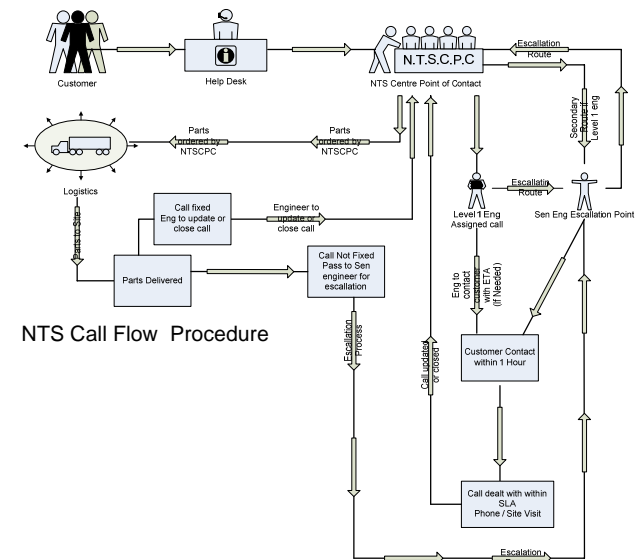 Customer
Help Desk
N.T.S.C.P.C
NTS Centre Point of Contact
Escallation
Route
Secondary
Route if
Level 1 eng
Parts
ordered by
NTSCPC
Parts
ordered by
NTSCPC
Logistics
Level 1 Eng
Assigned call
Escallatin
Route
Sen Eng Escallation Point
Parts to Site
Call fixed
Eng to update or
close call
Engineer to
update or
close call
Parts Delivered
Call Not Fixed
Pass to Sen
engineer for
escallation
Eng to
contact
customer
with ETA
(If Needed)
NTS Call Flow Procedure
Escallation
Process
Call updated
or closed
Customer Contact
within 1 Hour
Call dealt with within
SLA
Phone / Site Visit
Escalation